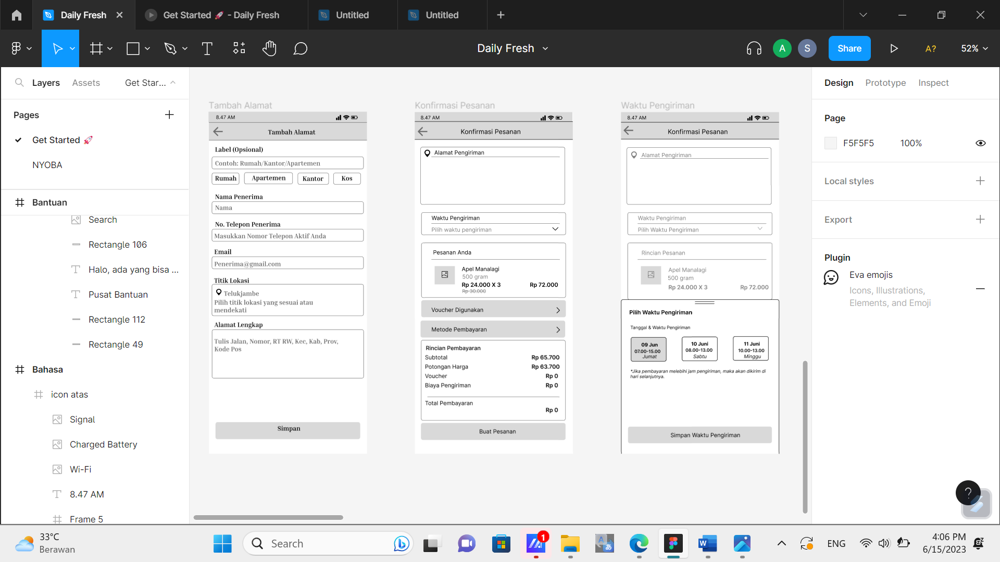 Daily Fresh
Get Started 🚀 - Daily Fresh
Untitled
Untitled
Daily Fresh
A
S
Share
A?
52%
Layers
Assets
Get Star...
Pages
Get Started 🚀
NYOBA
Bantuan
Search
Rectangle 106
Halo, ada yang bisa ...
Pusat Bantuan
Rectangle 112
Rectangle 49
Bahasa
icon atas
Signal
Charged Battery
Wi-Fi
8.47 AM
Frame 5
Tambah Alamat
8.47 AM
Tambah Alamat
Label (Opsional)
Contoh: Rumah/Kantor/Apartemen
Rumah
Apartemen
Kantor
Kos
Nama Penerima
Nama
No. Telepon Penerima
Masukkan Nomor Telepon Aktif Anda
Email
Penerima@gmail.com
Titik Lokasi
Telukjambe
Pilih titik lokasi yang sesuai atau
mendekati
Alamat Lengkap
Tulis Jalan, Nomor, RT RW, Kec, Kab, Prov,
Kode Pos
Simpan
Konfirmasi Pesanan
8.47 AM
Konfirmasi Pesanan
Alamat Pengiriman
Waktu Pengiriman
Pilih waktu pengiriman
Pesanan Anda
Apel Manalagi
500 gram
Rp 24.000 X 3
Rp 72.000
Rp 30.000
Voucher Digunakan
Metode Pembayaran
Rincian Pembayaran
Subtotal
Rp 65.700
Potongan Harga
Rp 63.700
Voucher
Rp 0
Biaya Pengiriman
Rp 0
Total Pembayaran
Rp 0
Buat Pesanan
Waktu Pengiriman
8.47 AM
Konfirmasi Pesanan
Alamat Pengiriman
Waktu Pengiriman
Pilih Waktu Pengiriman
Rincian Pesanan
Apel Manalagi
500 gram
Rp 24.000 X 3
Rp 72.000
Pilih Waktu Pengiriman
Tanggal & Waktu Pengiriman
09 Jun
07.00-15.00
Jumat
10 Juni
08.00-13.00
Sabtu
11 Juni
10.00-13.00
Minggu
*Jika pembayaran melebihi jam pengiriman, maka akan dikirim di
hari selanjutnya.
Simpan Waktu Pengiriman
Design
Prototype
Inspect
Page
F5F5F5
100%
Local styles
Export
Plugin
Eva emojis
Icons, Illustrations,
Elements, and Emoji
?
33°C
Berawan
Search
1
ENG
4:06 PM
6/15/2023